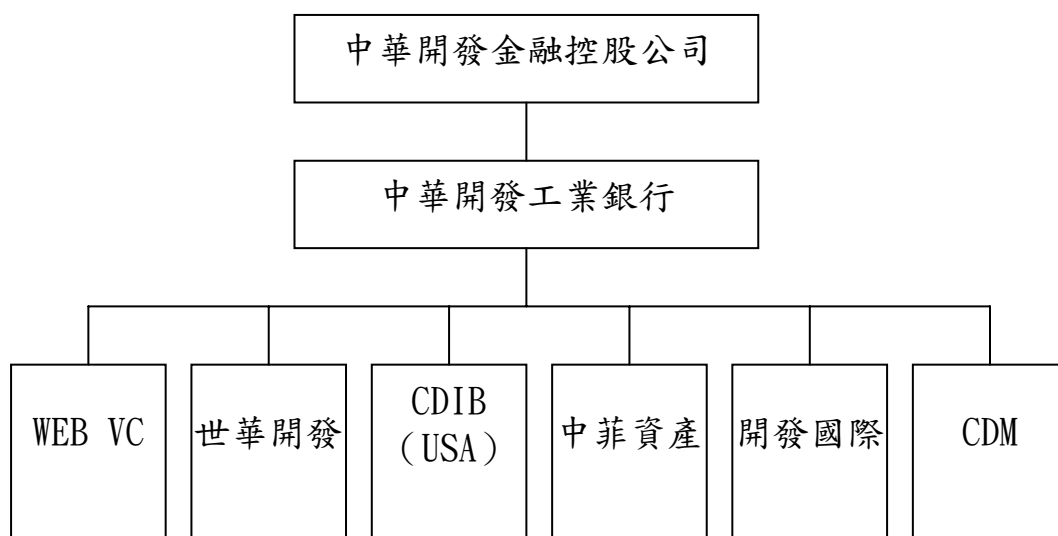 中華開發金融控股公司
中華開發工業銀行
WEB VC
世華開發
CDIB
（USA）
中菲資產
開發國際
CDM